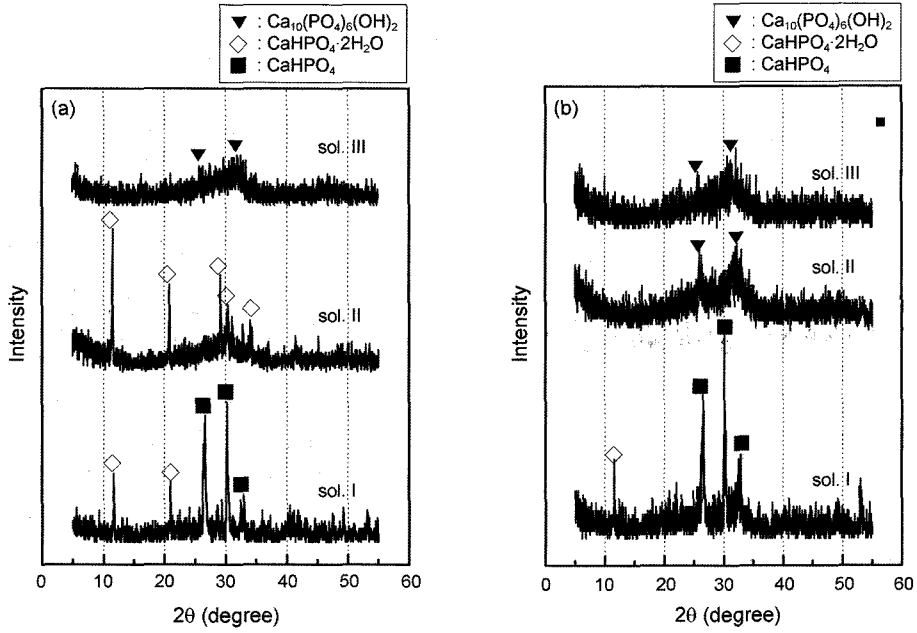 ▼ : Ca₁₀(PO₄)₆(OH)₂
◇ : CaHPO₄·2H₂O
■ : CaHPO₄
(a)
sol. III
sol. II
sol. I
Intensity
0 10 20 30 40 50 60
2θ (degree)
▼ : Ca₁₀(PO₄)₆(OH)₂
◇ : CaHPO₄·2H₂O
■ : CaHPO₄
(b)
sol. III
sol. II
sol. I
Intensity
0 10 20 30 40 50 60
2θ (degree)